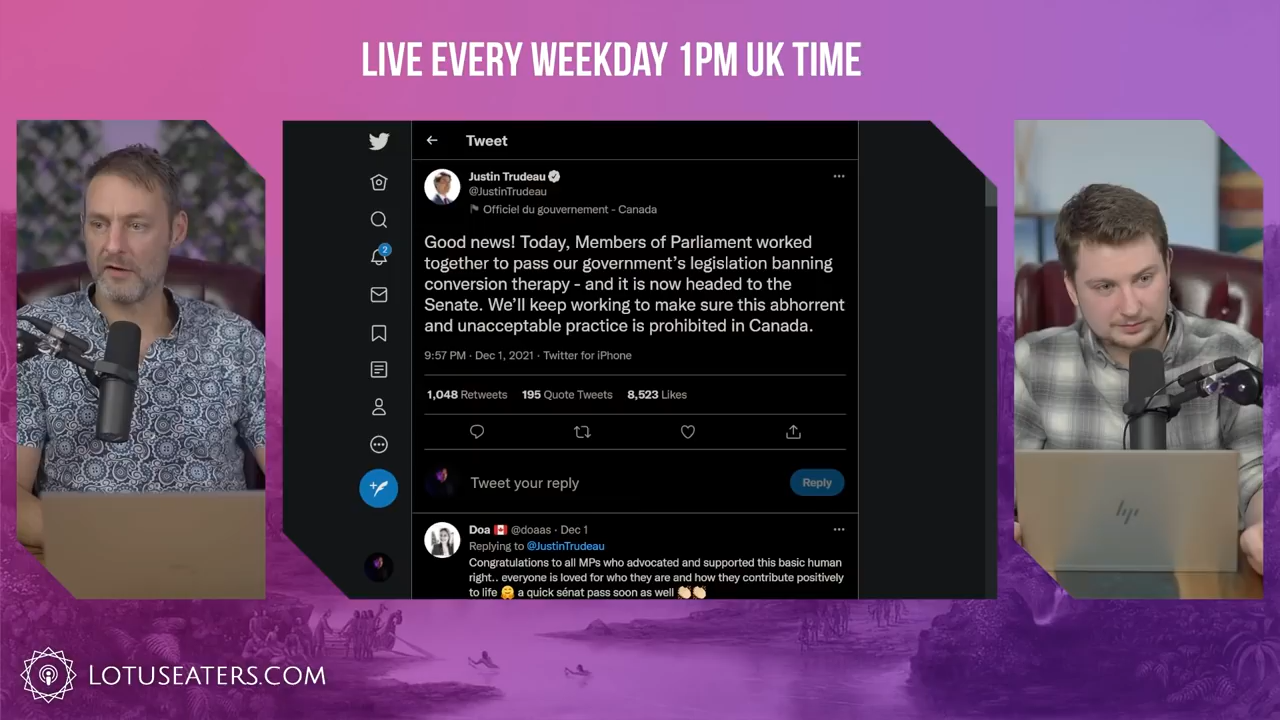 LIVE EVERY WEEKDAY 1PM UK TIME
Tweet
Justin Trudeau
@JustinTrudeau
Officiel du gouvernement - Canada
Good news! Today, Members of Parliament worked
together to pass our government's legislation banning
conversion therapy - and it is now headed to the
Senate. We'll keep working to make sure this abhorrent
and unacceptable practice is prohibited in Canada.
9:57 PM · Dec 1, 2021 · Twitter for iPhone
1,048 Retweets 195 Quote Tweets 8,523 Likes
Tweet your reply
Reply
Doa 🇨🇦 @doaas · Dec 1
Replying to @JustinTrudeau
Congratulations to all MPs who advocated and supported this basic human
right.. everyone is loved for who they are and how they contribute positively
to life 🤗 a quick sénat pass soon as well 👏🏻👏🏻
2
hp
LOTUSEATERS.COM